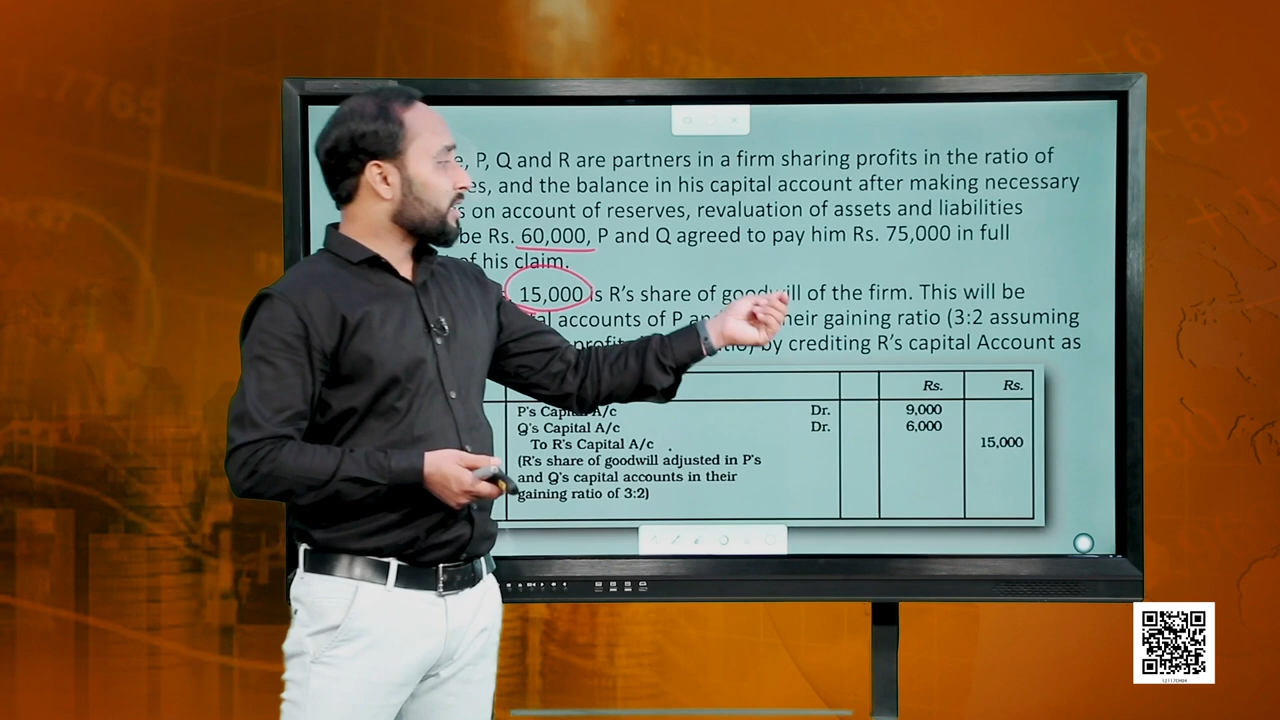 e, P, Q and R are partners in a firm sharing profits in the ratio of
es, and the balance in his capital account after making necessary
s on account of reserves, revaluation of assets and liabilities
be Rs. 60,000, P and Q agreed to pay him Rs. 75,000 in full
of his claim.
15,000 is R's share of goodwill of the firm. This will be
al accounts of P and their gaining ratio (3:2 assuming
by crediting R's capital Account as
Rs. Rs.
P's Capital A/c Dr. 9,000
Q's Capital A/c Dr. 6,000
To R's Capital A/c 15,000
(R's share of goodwill adjusted in P's
and Q's capital accounts in their
gaining ratio of 3:2)
12117CH04